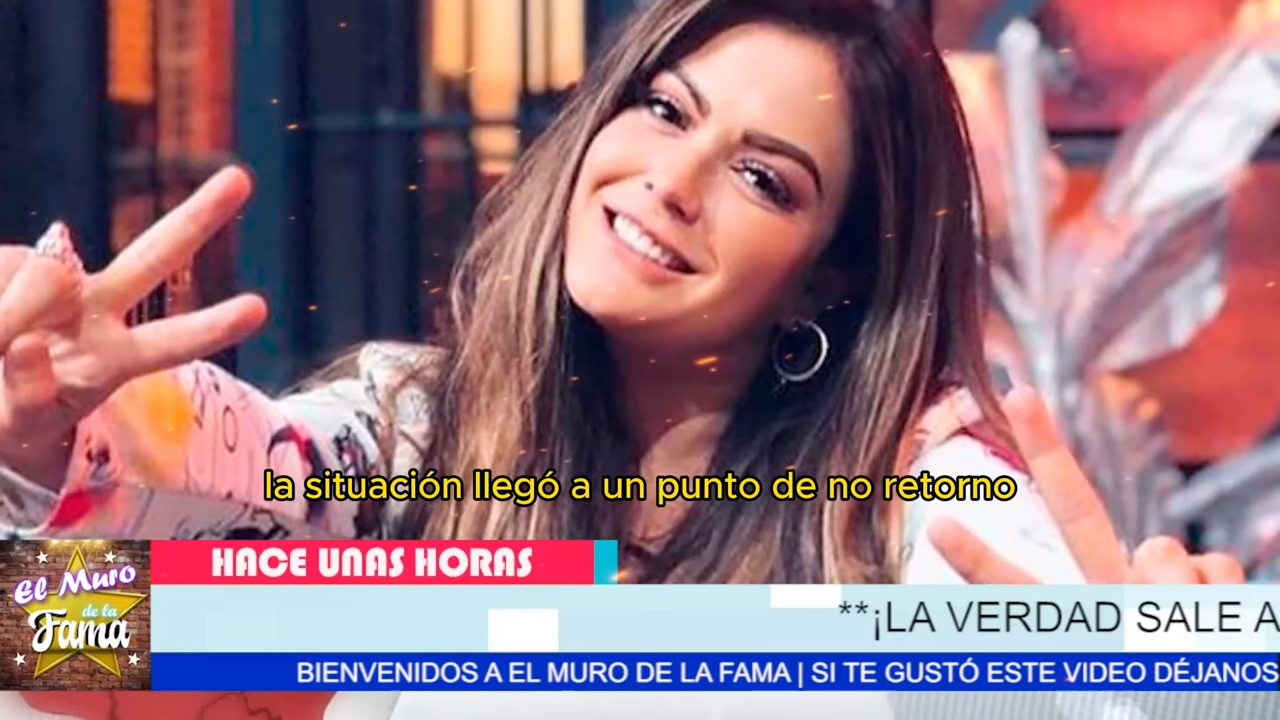 la situación llegó a un punto de no retorno
HACE UNAS HORAS
El Muro
de la
Fama
**¡LA VERDAD SALE A
BIENVENIDOS A EL MURO DE LA FAMA | SI TE GUSTÓ ESTE VIDEO DÉJANOS